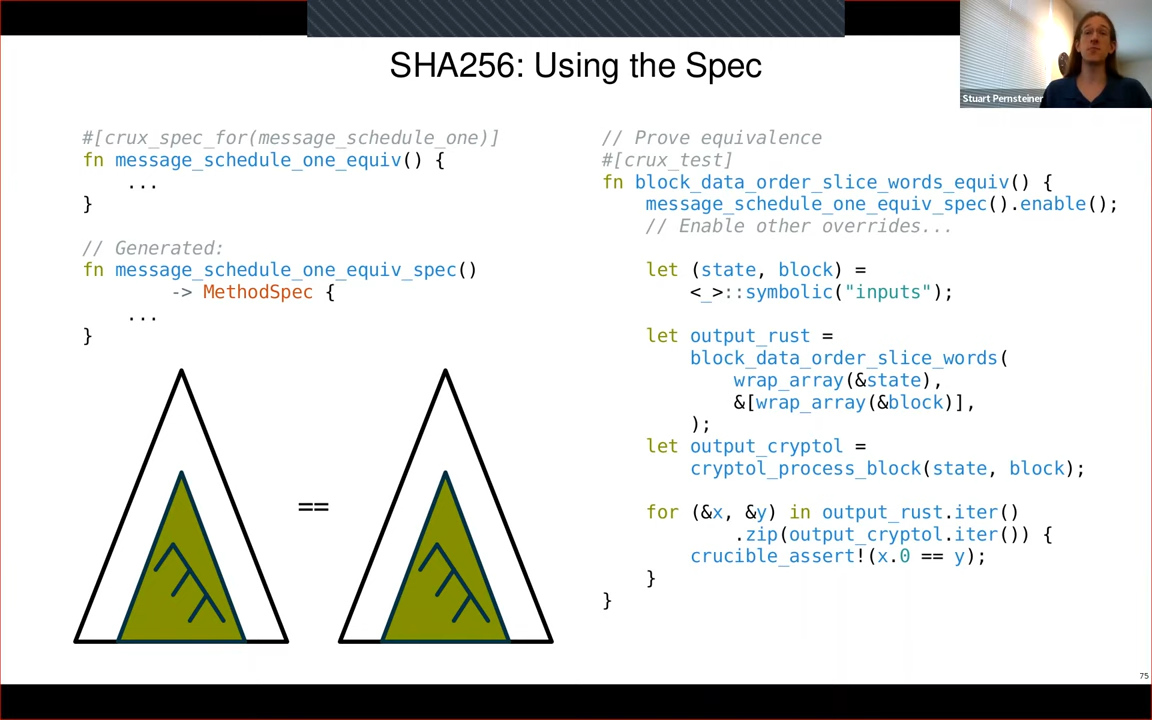 SHA256: Using the Spec
Stuart Pernsteiner
#[crux_spec_for(message_schedule_one)]
fn message_schedule_one_equiv() {
    ...
}
// Generated:
fn message_schedule_one_equiv_spec()
        -> MethodSpec {
    ...
}
==
// Prove equivalence
#[crux_test]
fn block_data_order_slice_words_equiv() {
    message_schedule_one_equiv_spec().enable();
    // Enable other overrides...
    let (state, block) =
        <_>::symbolic("inputs");
    let output_rust =
        block_data_order_slice_words(
            wrap_array(&state),
            &[wrap_array(&block)],
        );
    let output_cryptol =
        cryptol_process_block(state, block);
    for (&x, &y) in output_rust.iter()
            .zip(output_cryptol.iter()) {
        crucible_assert!(x.0 == y);
    }
}
75